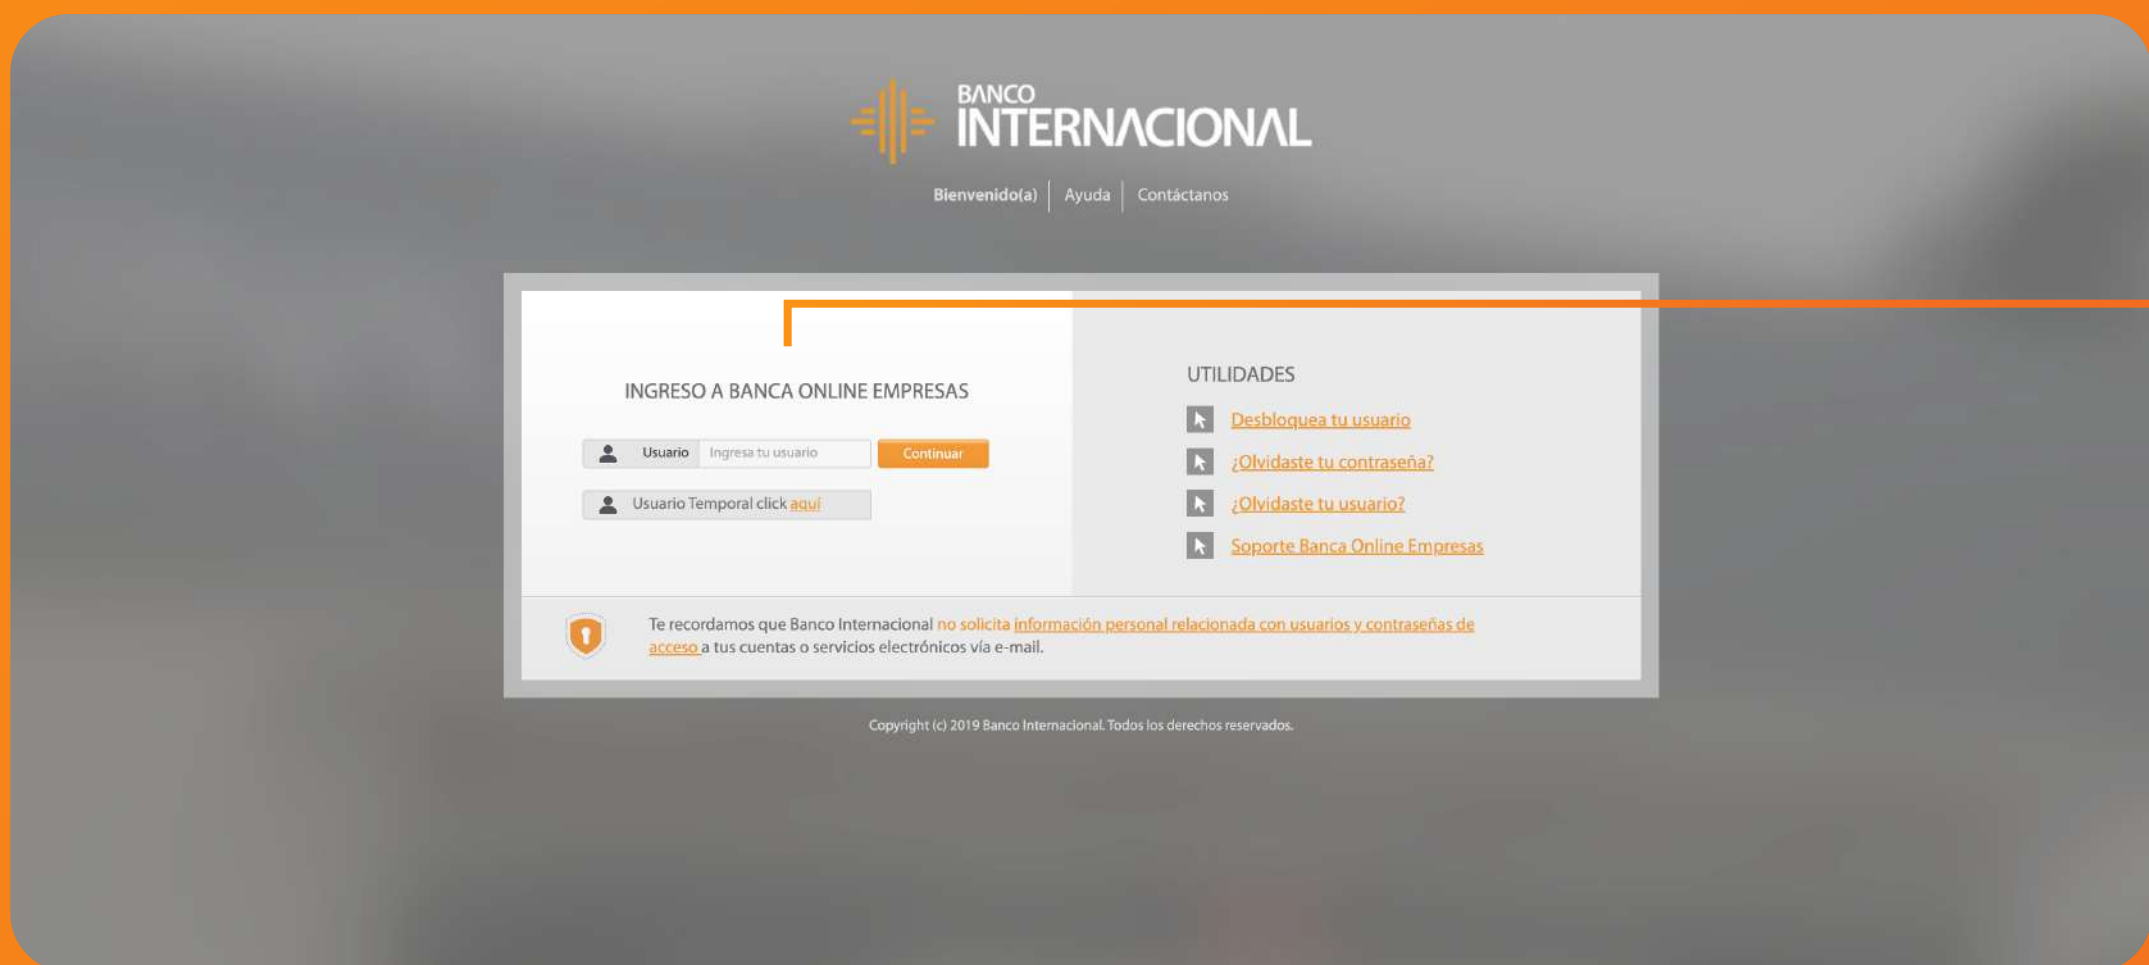 BANCO
INTERNACIONAL
Bienvenido(a) Ayuda Contáctanos
INGRESO A BANCA ONLINE EMPRESAS
Usuario Ingresa tu usuario Continuar
Usuario Temporal click aquí
UTILIDADES
Desbloquea tu usuario
¿Olvidaste tu contraseña?
¿Olvidaste tu usuario?
Soporte Banca Online Empresas
Te recordamos que Banco Internacional no solicita información personal relacionada con usuarios y contraseñas de
acceso a tus cuentas o servicios electrónicos vía e-mail.
Copyright (c) 2019 Banco Internacional. Todos los derechos reservados.